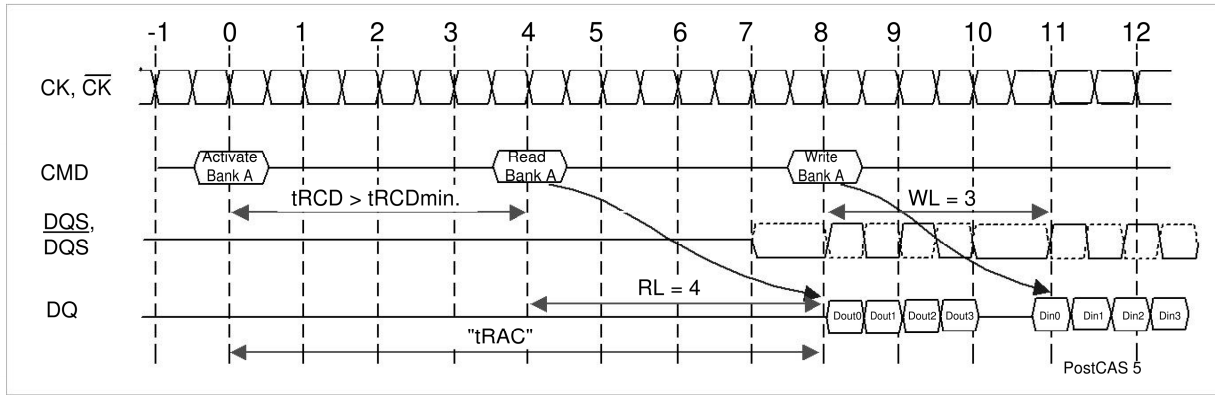 -1 0 1 2 3 4 5 6 7 8 9 10 11 12
CK, CK
CMD
Activate
Bank A
Read
Bank A
Write
Bank A
tRCD > tRCDmin.
WL = 3
DQS,
DQS
RL = 4
DQ
Dout0 Dout1 Dout2 Dout3
Din0 Din1 Din2 Din3
"tRAC"
PostCAS 5